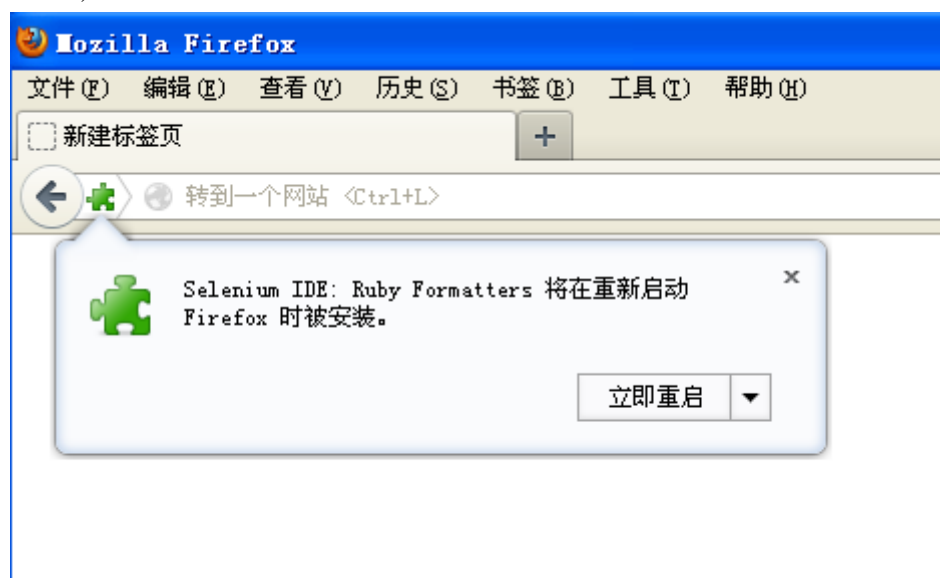 Mozilla Firefox
文件(F) 编辑(E) 查看(V) 历史(S) 书签(B) 工具(T) 帮助(H)
新建标签页 +
转到一个网站 <Ctrl+L>
Selenium IDE: Ruby Formatters 将在重新启动
Firefox 时被安装。
立即重启